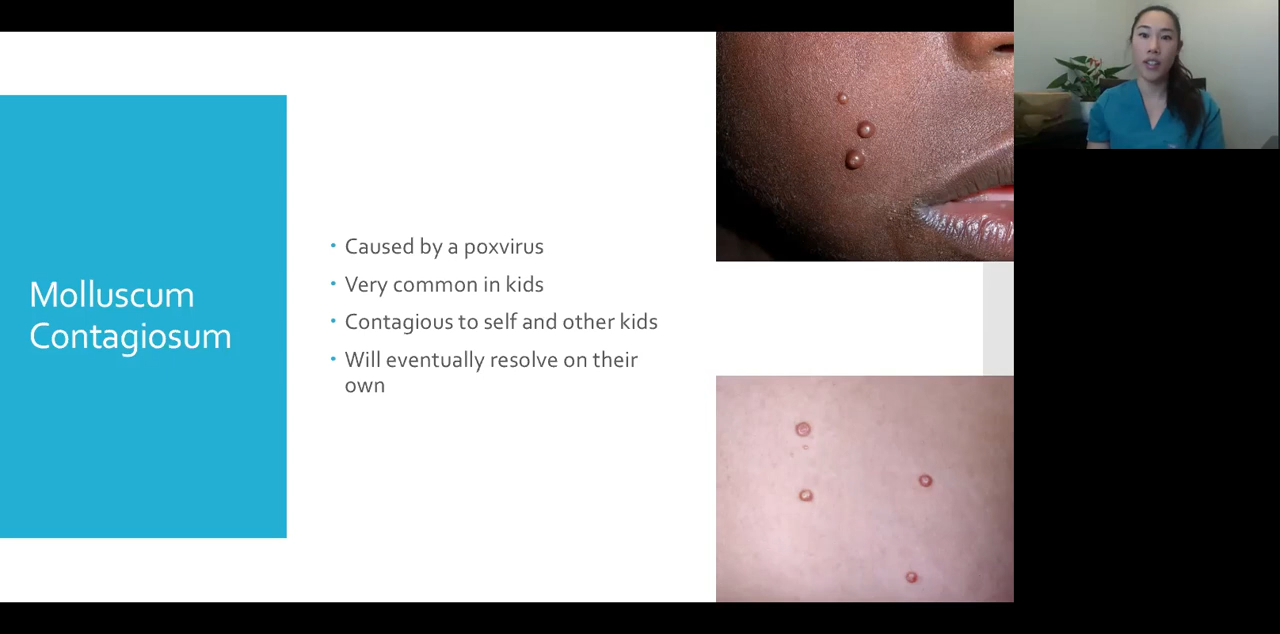 Molluscum
Contagiosum
• Caused by a poxvirus
• Very common in kids
• Contagious to self and other kids
• Will eventually resolve on their
own